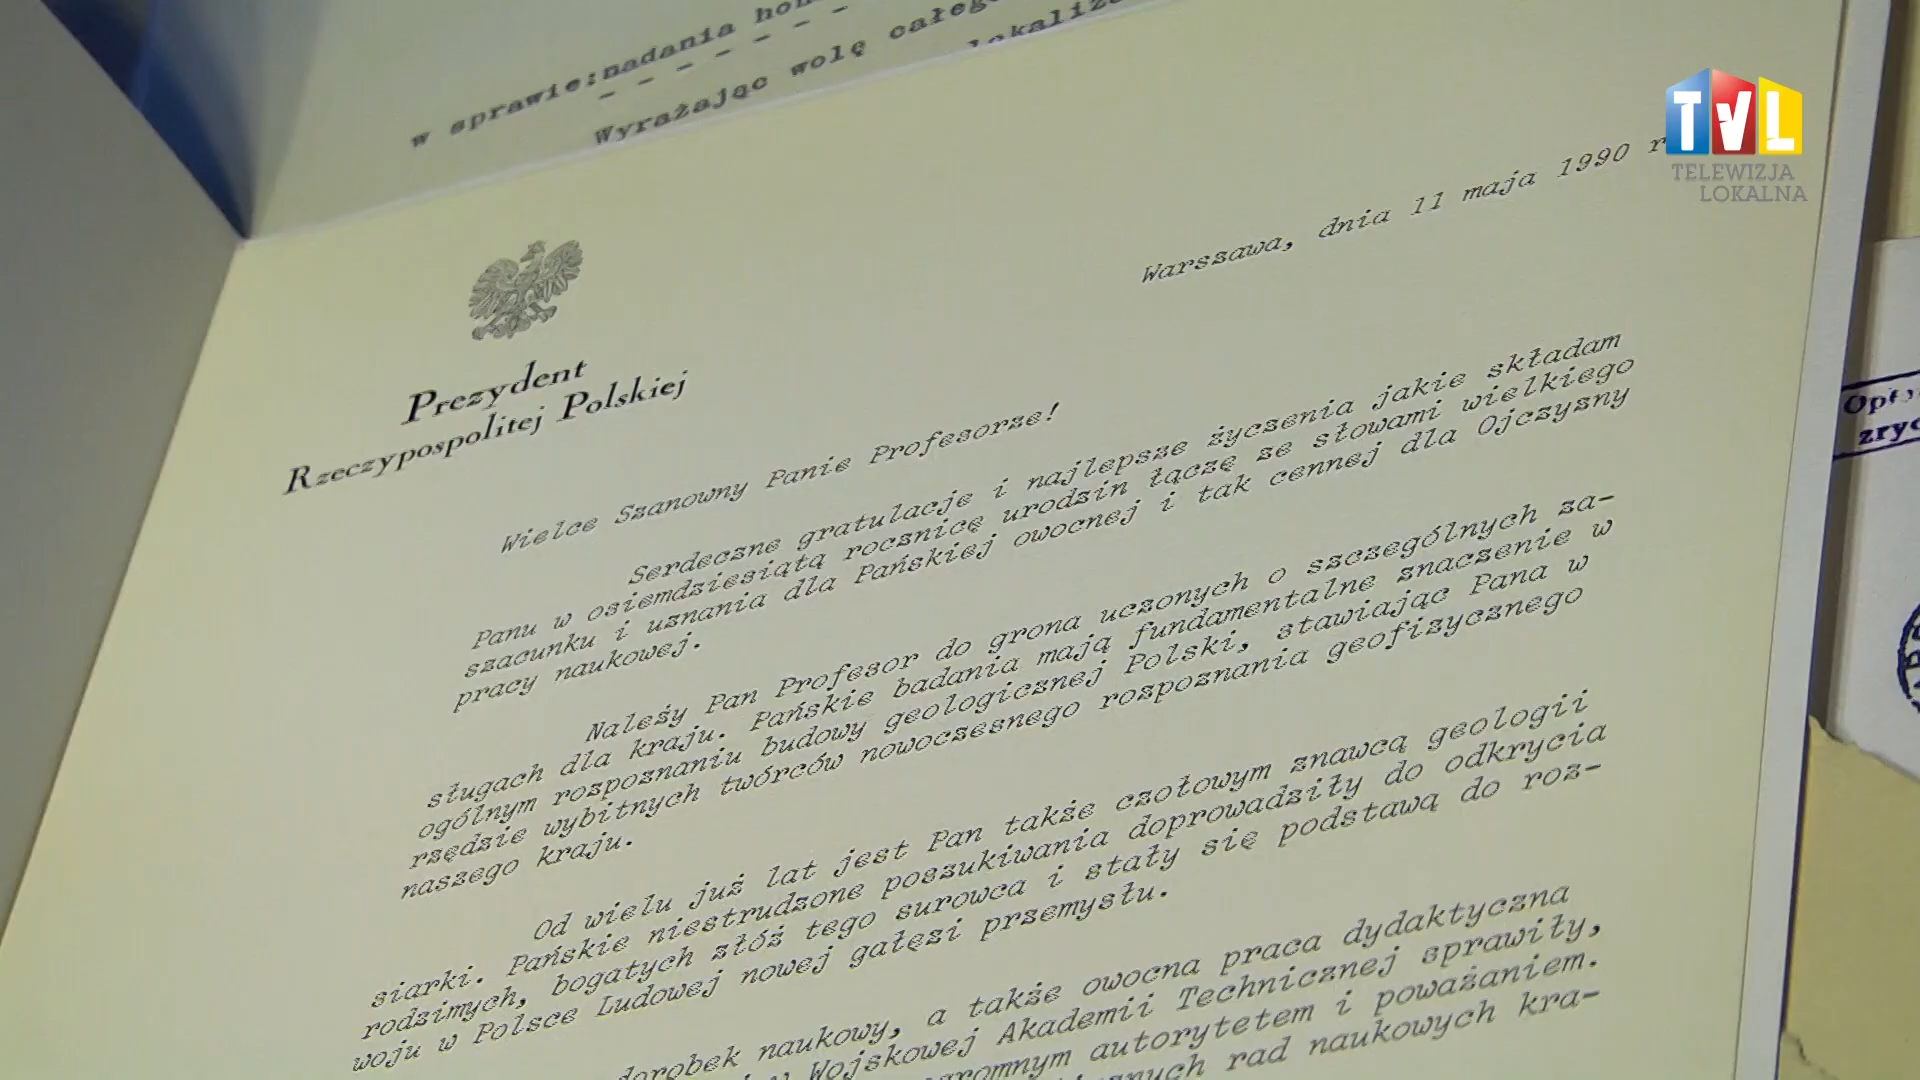 w sprawie:nadania
- - - - - - -
Wyrażając wolę całego
lokaliza
TVL
TELEWIZJA
LOKALNA
Warszawa, dnia 11 maja 1990 r
Prezydent
Rzeczypospolitej Polskiej
Wielce Szanowny Panie Profesorze!
Serdeczne gratulacje i najlepsze życzenia jakie składam
Panu w osiemdziesiątą rocznicę urodzin łączę ze słowami wielkiego
szacunku i uznania dla Pańskiej owocnej i tak cennej dla Ojczyzny
pracy naukowej.
Należy Pan Profesor do grona uczonych o szczególnych za-
sługach dla kraju. Pańskie badania mają fundamentalne znaczenie w
ogólnym rozpoznaniu budowy geologicznej Polski, stawiając Pana w
rzędzie wybitnych twórców nowoczesnego rozpoznania geofizycznego
naszego kraju.
Od wielu już lat jest Pan także czołowym znawcą geologii
siarki. Pańskie niestrudzone poszukiwania doprowadziły do odkrycia
rodzimych, bogatych złóż tego surowca i stały się podstawą do roz-
woju w Polsce Ludowej nowej gałęzi przemysłu.
dorobek naukowy, a także owocna praca dydaktyczna
Wojskowej Akademii Technicznej sprawiły,
autorytetem i poważaniem.
rad naukowych kra-
zryc